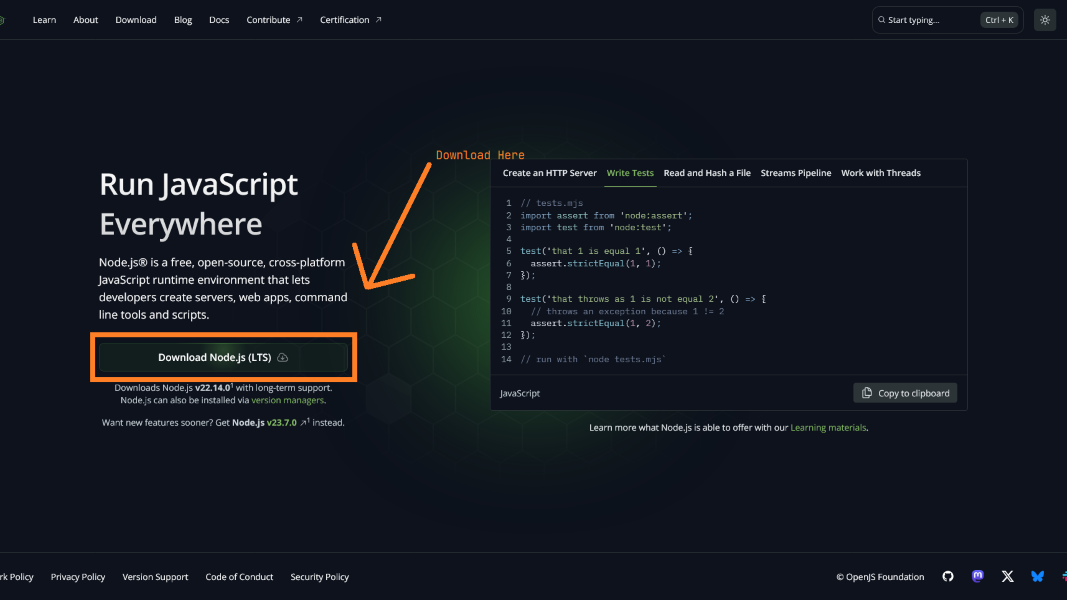 Learn About Download Blog Docs Contribute ↗ Certification ↗ Start typing... Ctrl + K
Download Here
Run JavaScript
Everywhere
Node.js® is a free, open-source, cross-platform
JavaScript runtime environment that lets
developers create servers, web apps, command
line tools and scripts.
Download Node.js (LTS)
Downloads Node.js v22.14.0¹ with long-term support.
Node.js can also be installed via version managers.
Want new features sooner? Get Node.js v23.7.0 ↗¹ instead.
Create an HTTP Server Write Tests Read and Hash a File Streams Pipeline Work with Threads
1 // tests.mjs
2 import assert from 'node:assert';
3 import test from 'node:test';
4
5 test('that 1 is equal 1', () => {
6   assert.strictEqual(1, 1);
7 });
8
9 test('that throws as 1 is not equal 2', () => {
10   // throws an exception because 1 != 2
11   assert.strictEqual(1, 2);
12 });
13
14 // run with `node tests.mjs`
JavaScript Copy to clipboard
Learn more what Node.js is able to offer with our Learning materials.
rk Policy Privacy Policy Version Support Code of Conduct Security Policy © OpenJS Foundation